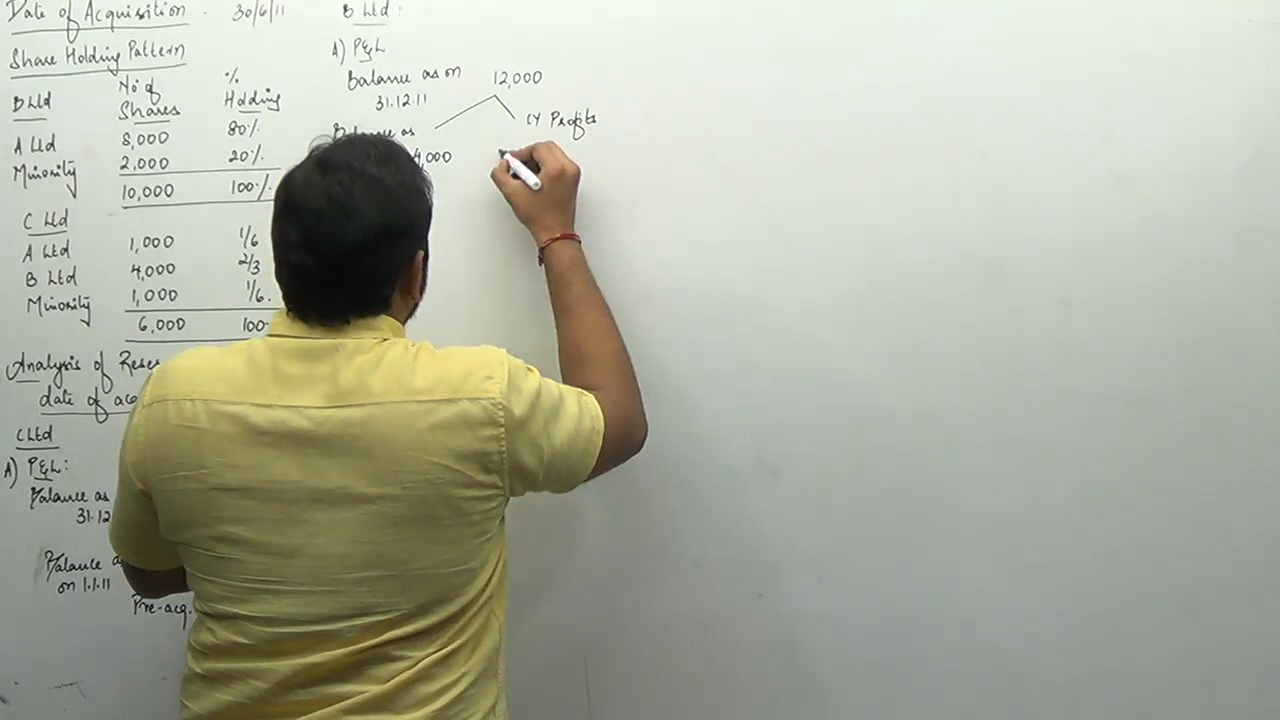 Date of Acquisition . 30/6/11
Share Holding Pattern
No of %
B Ltd Shares Holding
A Ltd 8,000 80%
Minority 2,000 20%
10,000 100%
C Ltd
A Ltd 1,000 1/6
B Ltd 4,000 2/3
Minority 1,000 1/6.
6,000 100
Analysis of
date of
C Ltd
A) P&L:
Balance as
31.12
Balance
on 1.1.11
Pre-acq.
B Ltd :
A) P&L
Balance as on 12,000
31.12.11
CY Profits
Balance as
4,000